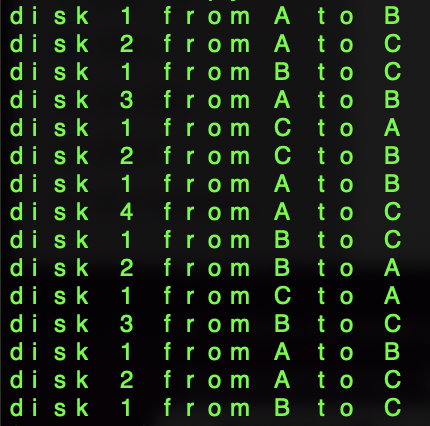 disk 1 from A to B
disk 2 from A to C
disk 1 from B to C
disk 3 from A to B
disk 1 from C to A
disk 2 from C to B
disk 1 from A to B
disk 4 from A to C
disk 1 from B to C
disk 2 from B to A
disk 1 from C to A
disk 3 from B to C
disk 1 from A to B
disk 2 from A to C
disk 1 from B to C